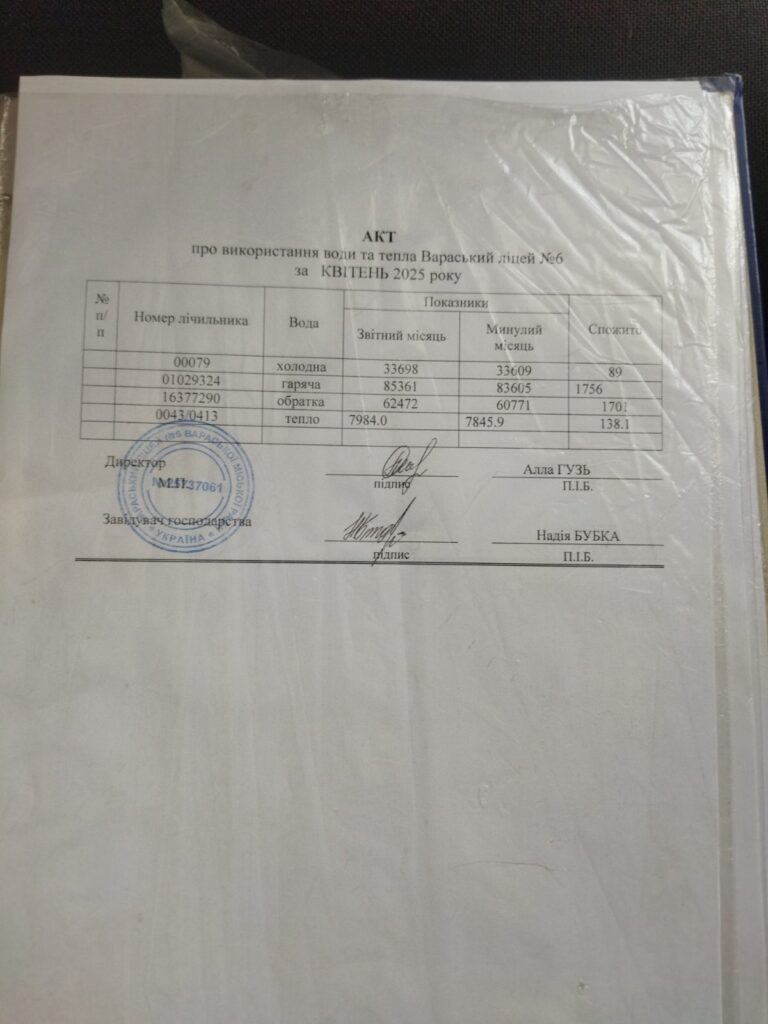 АКТ
про використання води та тепла Вараський ліцей №6
за КВІТЕНЬ 2025 року
№ п/п Номер лічильника Вода Показники Спожито
Звітний місяць Минулий місяць
00079 холодна 33698 33609 89
01029324 гаряча 85361 83605 1756
16377290 обратка 62472 60771 1701
0043/0413 тепло 7984.0 7845.9 138.1
Директор Алла ГУЗЬ
М.П. підпис П.І.Б.
Завідувач господарства Надія БУБКА
підпис П.І.Б.
25737061
УКРАЇНА